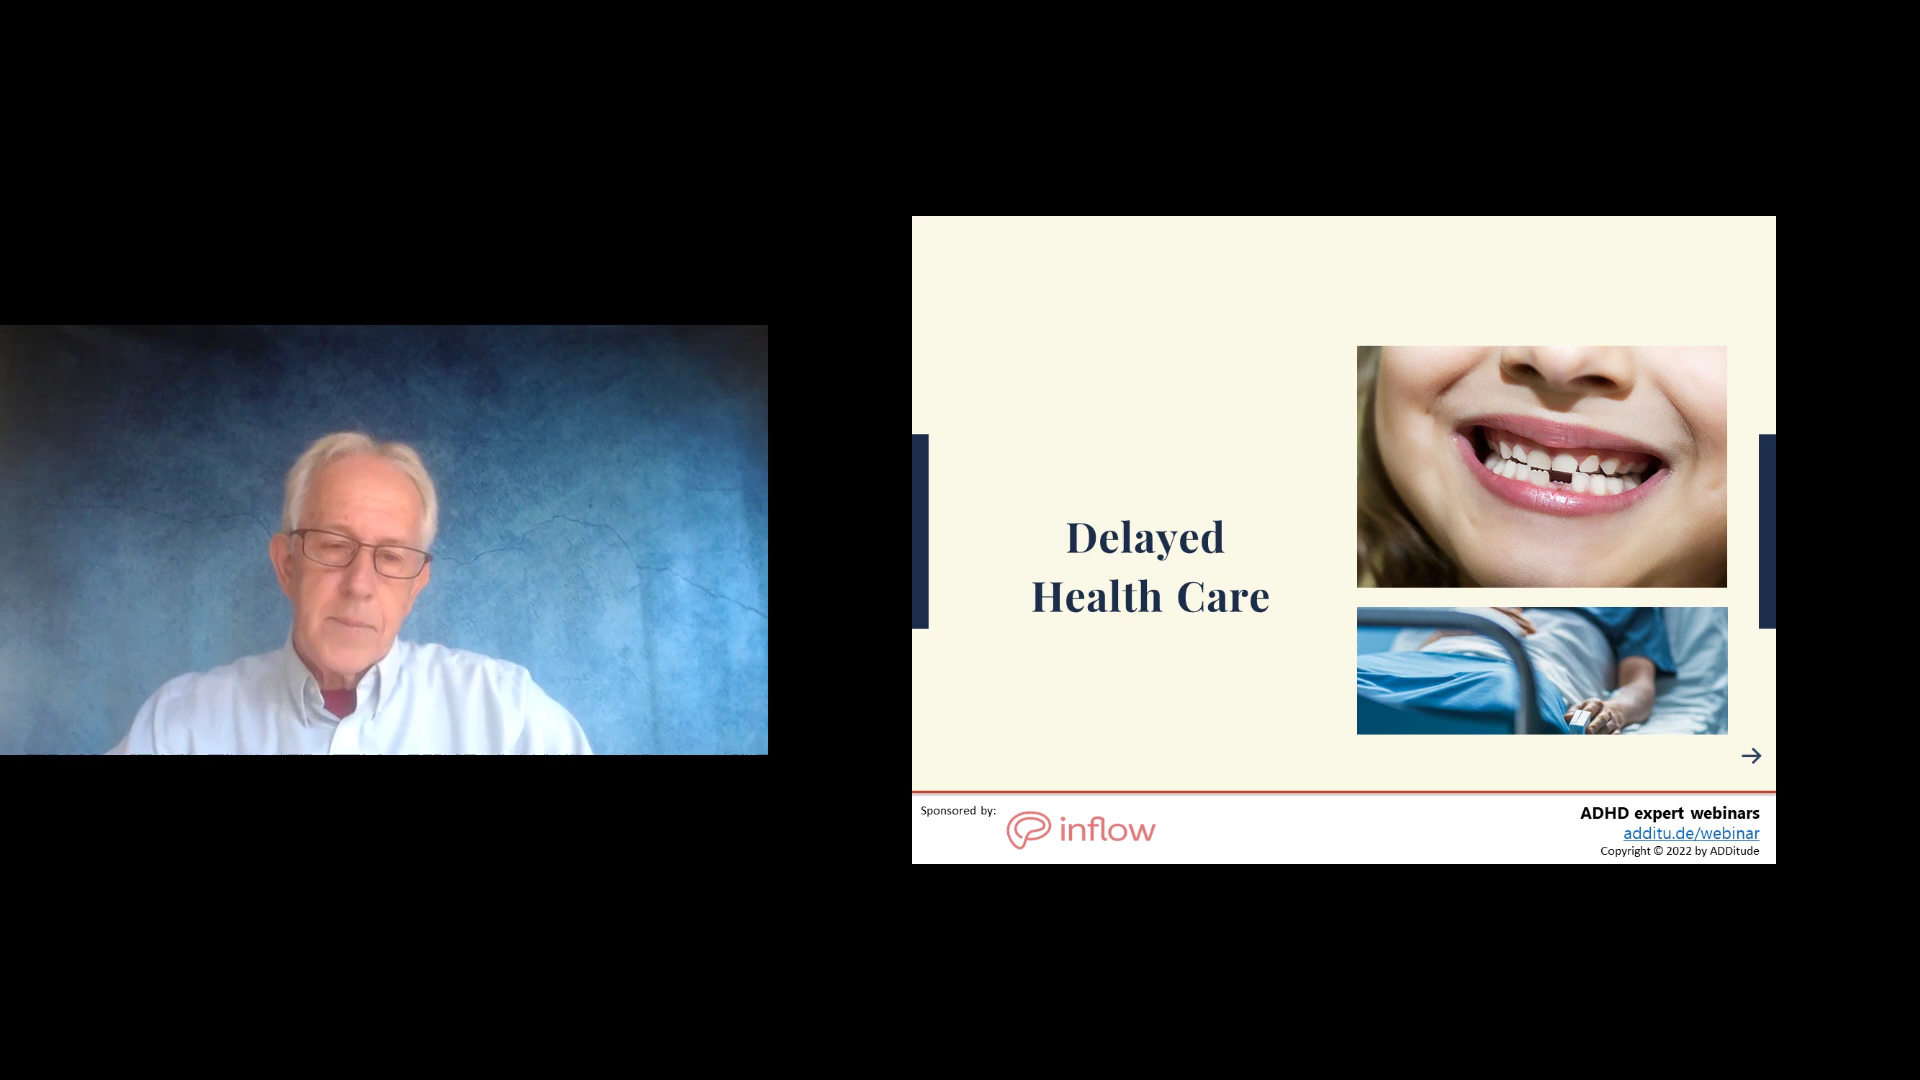 Delayed
Health Care
Sponsored by:
inflow
ADHD expert webinars
additu.de/webinar
Copyright © 2022 by ADDitude